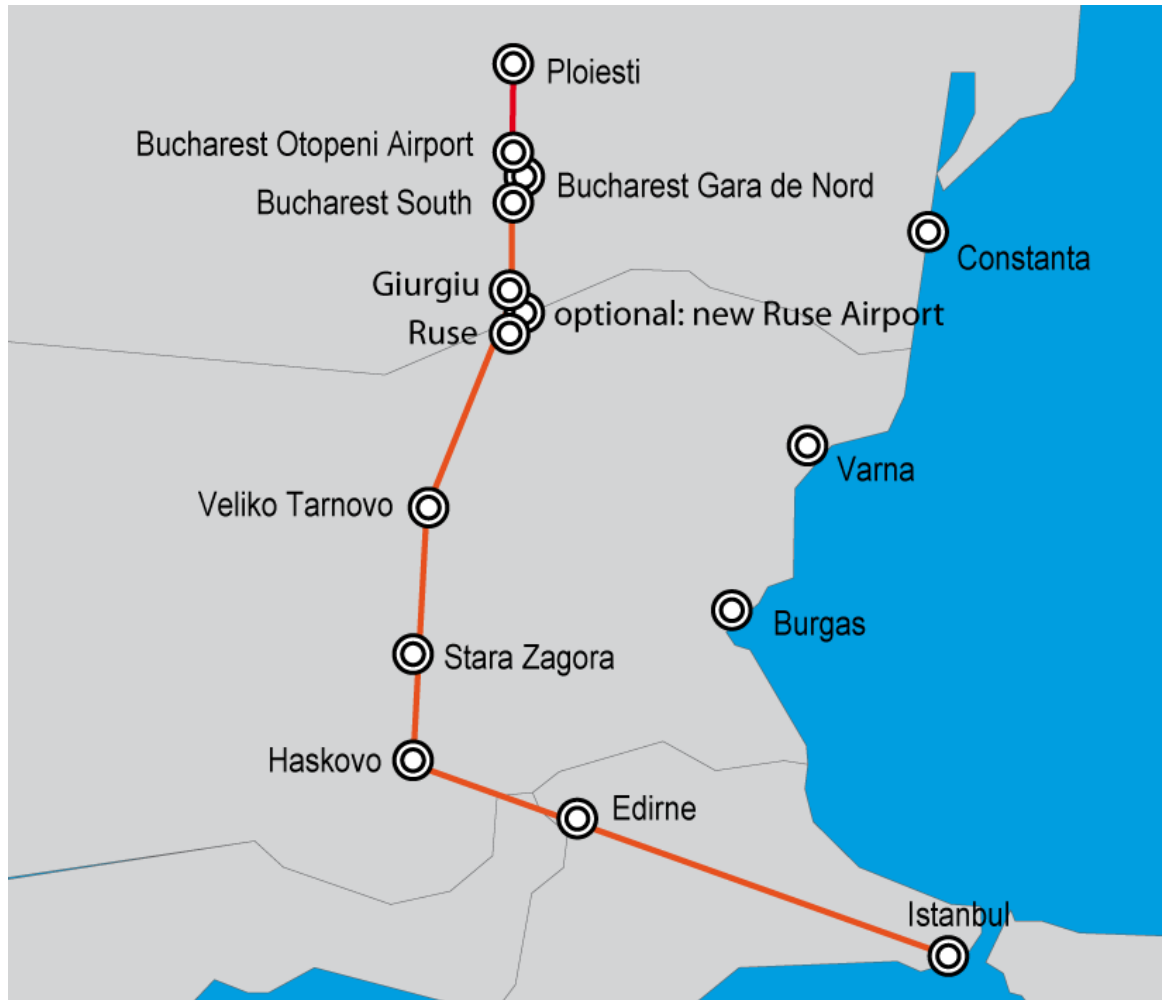 Ploiesti
Bucharest Otopeni Airport
Bucharest Gara de Nord
Bucharest South
Constanta
Giurgiu
optional: new Ruse Airport
Ruse
Varna
Veliko Tarnovo
Burgas
Stara Zagora
Haskovo
Edirne
Istanbul